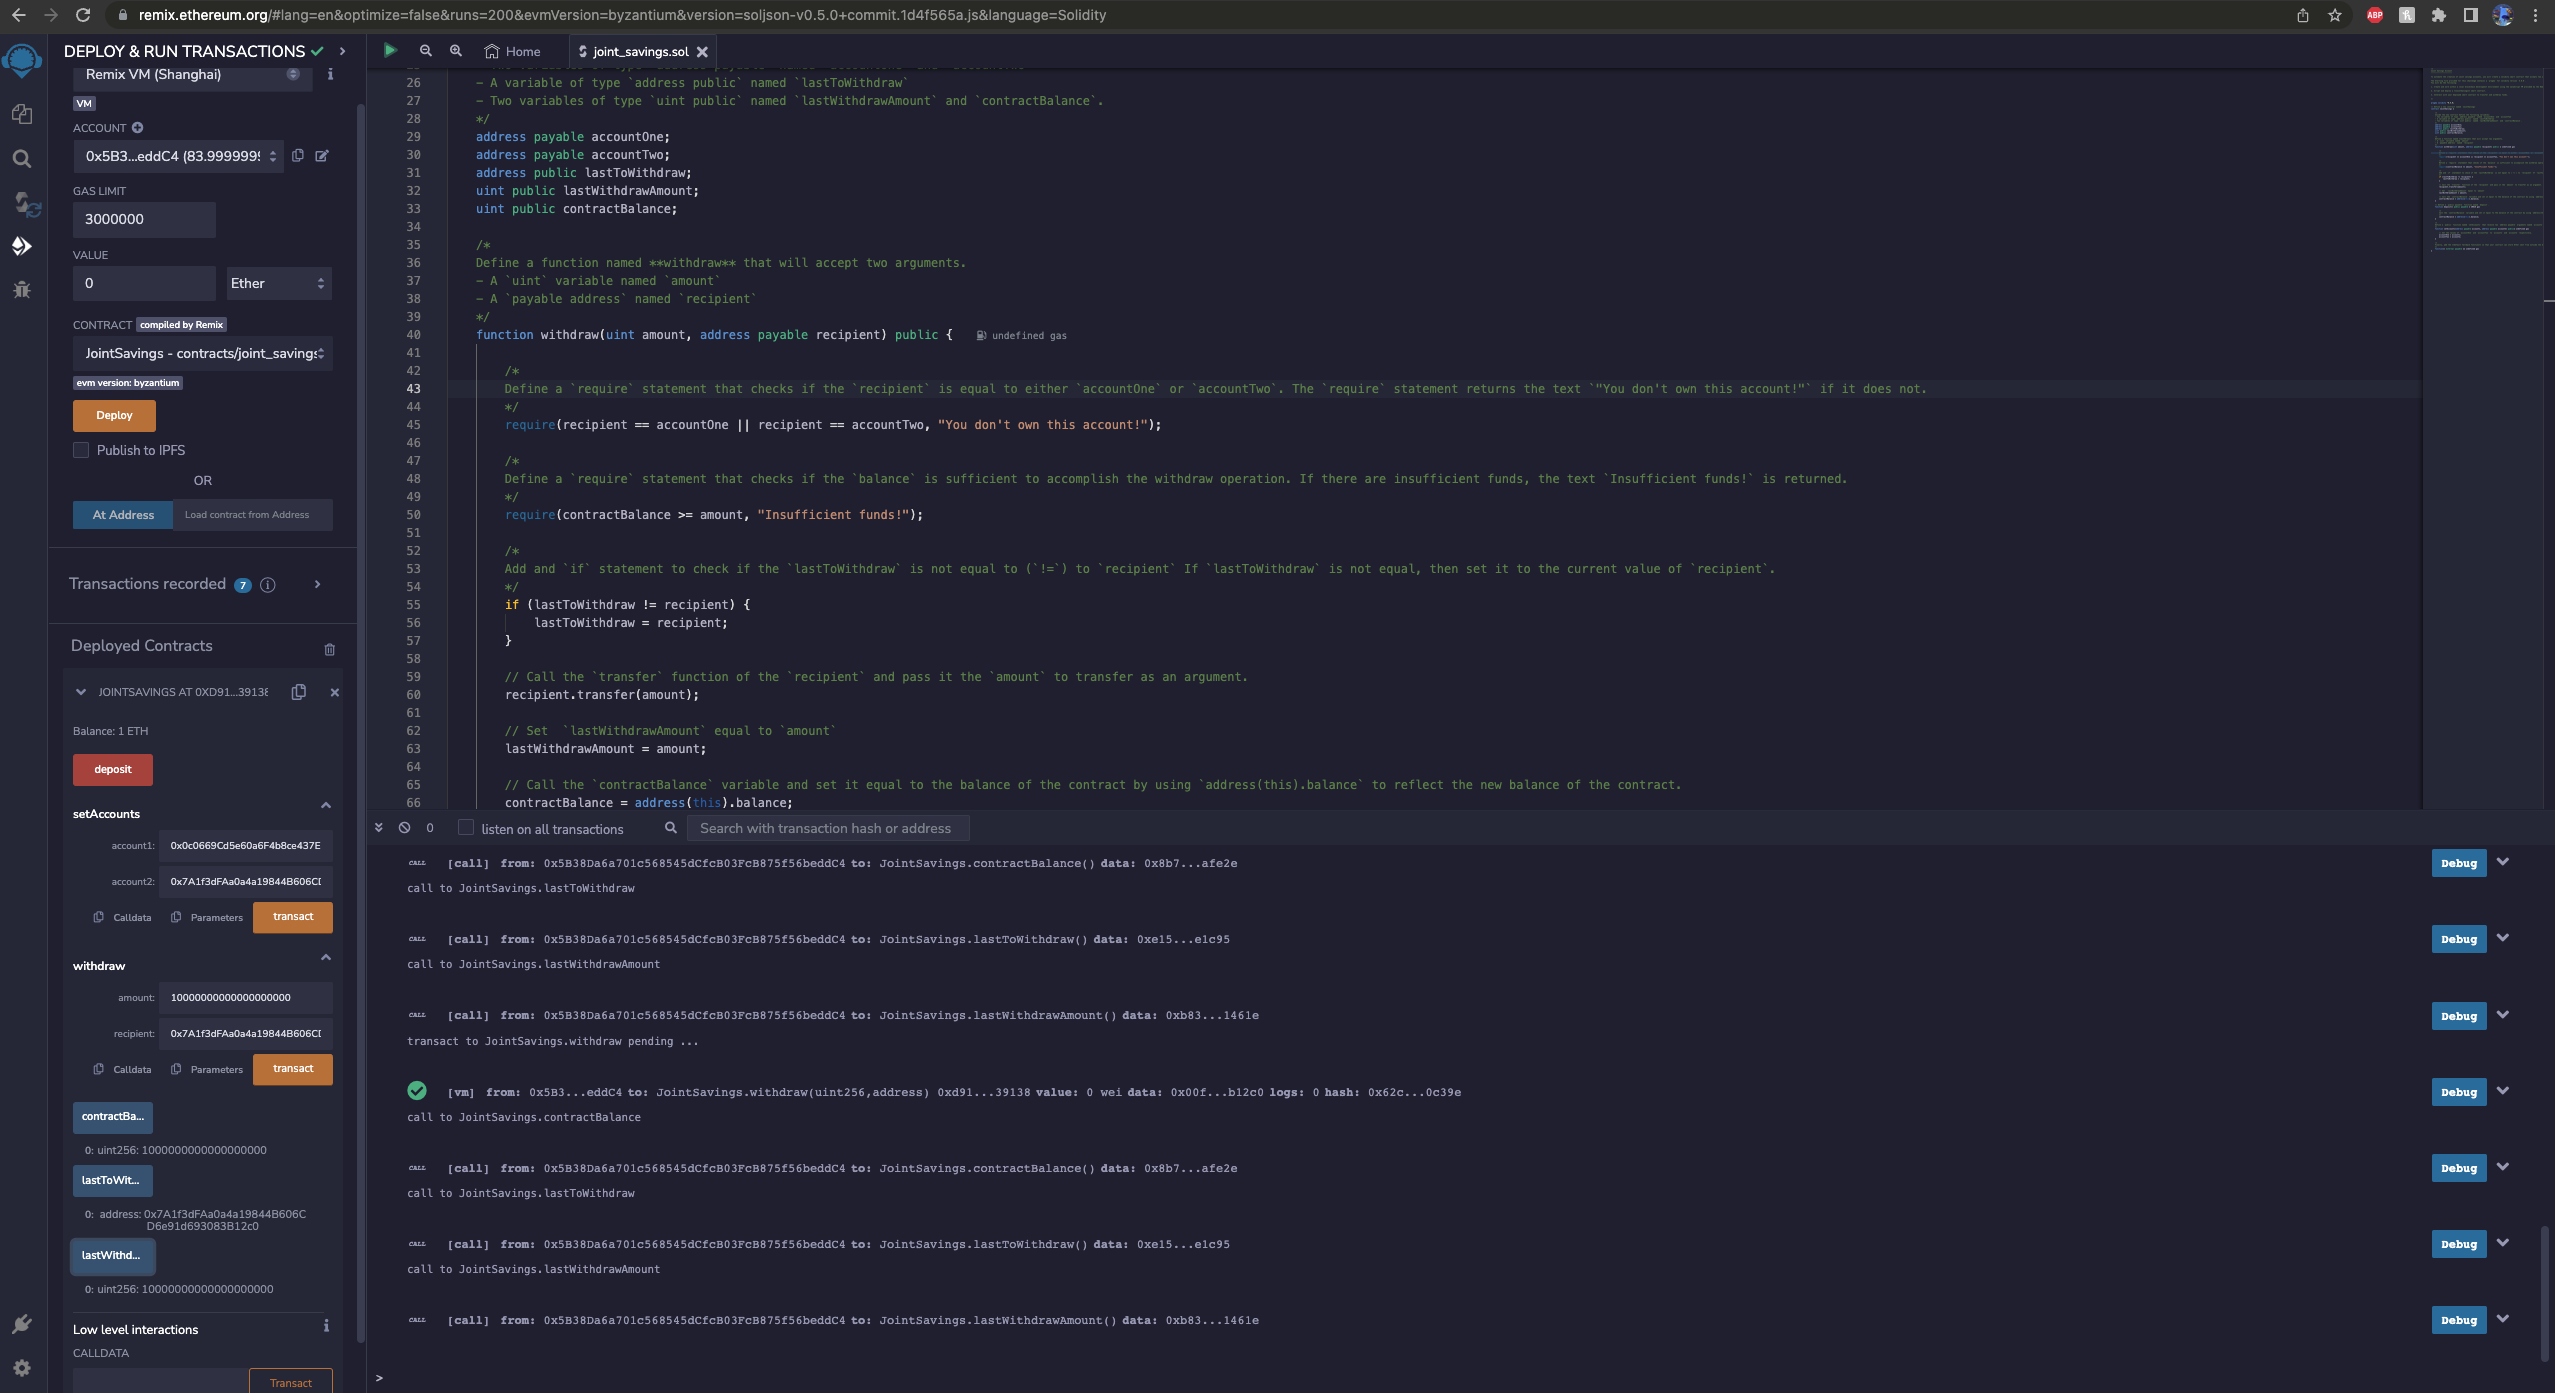 remix.ethereum.org/#lang=en&optimize=false&runs=200&evmVersion=byzantium&version=soljson-v0.5.0+commit.1d4f565a.js&language=Solidity
ABP
DEPLOY & RUN TRANSACTIONS
Remix VM (Shanghai)
VM
ACCOUNT
0x5B3...eddC4 (83.9999999
GAS LIMIT
3000000
VALUE
0
Ether
CONTRACT compiled by Remix
JointSavings - contracts/joint_savings
evm version: byzantium
Deploy
Publish to IPFS
OR
At Address
Load contract from Address
Transactions recorded 7
Deployed Contracts
JOINTSAVINGS AT 0XD91...39138
Balance: 1 ETH
deposit
setAccounts
account1: 0x0c0669Cd5e60a6F4b8ce437E
account2: 0x7A1f3dFAa0a4a19844B606CD
Calldata Parameters transact
withdraw
amount: 10000000000000000000
recipient: 0x7A1f3dFAa0a4a19844B606CD
Calldata Parameters transact
contractBa...
0: uint256: 1000000000000000000
lastToWit...
0: address: 0x7A1f3dFAa0a4a19844B606C
D6e91d693083B12c0
lastWithd...
0: uint256: 10000000000000000000
Low level interactions
CALLDATA
Transact
Home
joint_savings.sol
26 - A variable of type `address public` named `lastToWithdraw`
27 - Two variables of type `uint public` named `lastWithdrawAmount` and `contractBalance`.
28 */
29 address payable accountOne;
30 address payable accountTwo;
31 address public lastToWithdraw;
32 uint public lastWithdrawAmount;
33 uint public contractBalance;
34
35 /*
36 Define a function named **withdraw** that will accept two arguments.
37 - A `uint` variable named `amount`
38 - A `payable address` named `recipient`
39 */
40 function withdraw(uint amount, address payable recipient) public { undefined gas
41
42 /*
43 Define a `require` statement that checks if the `recipient` is equal to either `accountOne` or `accountTwo`. The `require` statement returns the text `"You don't own this account!"` if it does not.
44 */
45 require(recipient == accountOne || recipient == accountTwo, "You don't own this account!");
46
47 /*
48 Define a `require` statement that checks if the `balance` is sufficient to accomplish the withdraw operation. If there are insufficient funds, the text `Insufficient funds!` is returned.
49 */
50 require(contractBalance >= amount, "Insufficient funds!");
51
52 /*
53 Add and `if` statement to check if the `lastToWithdraw` is not equal to (`!=`) to `recipient` If `lastToWithdraw` is not equal, then set it to the current value of `recipient`.
54 */
55 if (lastToWithdraw != recipient) {
56 lastToWithdraw = recipient;
57 }
58
59 // Call the `transfer` function of the `recipient` and pass it the `amount` to transfer as an argument.
60 recipient.transfer(amount);
61
62 // Set  `lastWithdrawAmount` equal to `amount`
63 lastWithdrawAmount = amount;
64
65 // Call the `contractBalance` variable and set it equal to the balance of the contract by using `address(this).balance` to reflect the new balance of the contract.
66 contractBalance = address(this).balance;
0 listen on all transactions Search with transaction hash or address
CALL [call] from: 0x5B38Da6a701c568545dCfcB03FcB875f56beddC4 to: JointSavings.contractBalance() data: 0x8b7...afe2e Debug
call to JointSavings.lastToWithdraw
CALL [call] from: 0x5B38Da6a701c568545dCfcB03FcB875f56beddC4 to: JointSavings.lastToWithdraw() data: 0xe15...e1c95 Debug
call to JointSavings.lastWithdrawAmount
CALL [call] from: 0x5B38Da6a701c568545dCfcB03FcB875f56beddC4 to: JointSavings.lastWithdrawAmount() data: 0xb83...1461e Debug
transact to JointSavings.withdraw pending ...
[vm] from: 0x5B3...eddC4 to: JointSavings.withdraw(uint256,address) 0xd91...39138 value: 0 wei data: 0x00f...b12c0 logs: 0 hash: 0x62c...0c39e Debug
call to JointSavings.contractBalance
CALL [call] from: 0x5B38Da6a701c568545dCfcB03FcB875f56beddC4 to: JointSavings.contractBalance() data: 0x8b7...afe2e Debug
call to JointSavings.lastToWithdraw
CALL [call] from: 0x5B38Da6a701c568545dCfcB03FcB875f56beddC4 to: JointSavings.lastToWithdraw() data: 0xe15...e1c95 Debug
call to JointSavings.lastWithdrawAmount
CALL [call] from: 0x5B38Da6a701c568545dCfcB03FcB875f56beddC4 to: JointSavings.lastWithdrawAmount() data: 0xb83...1461e Debug
>